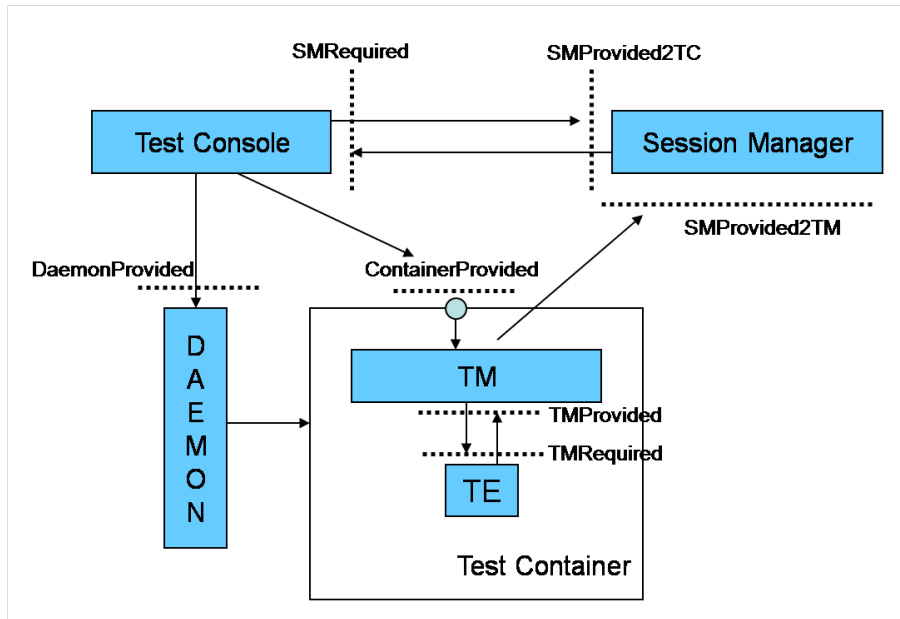 SMRequired
SMProvided2TC
Test Console
Session Manager
SMProvided2TM
DaemonProvided
ContainerProvided
D
A
E
M
O
N
TM
TMProvided
TMRequired
TE
Test Container